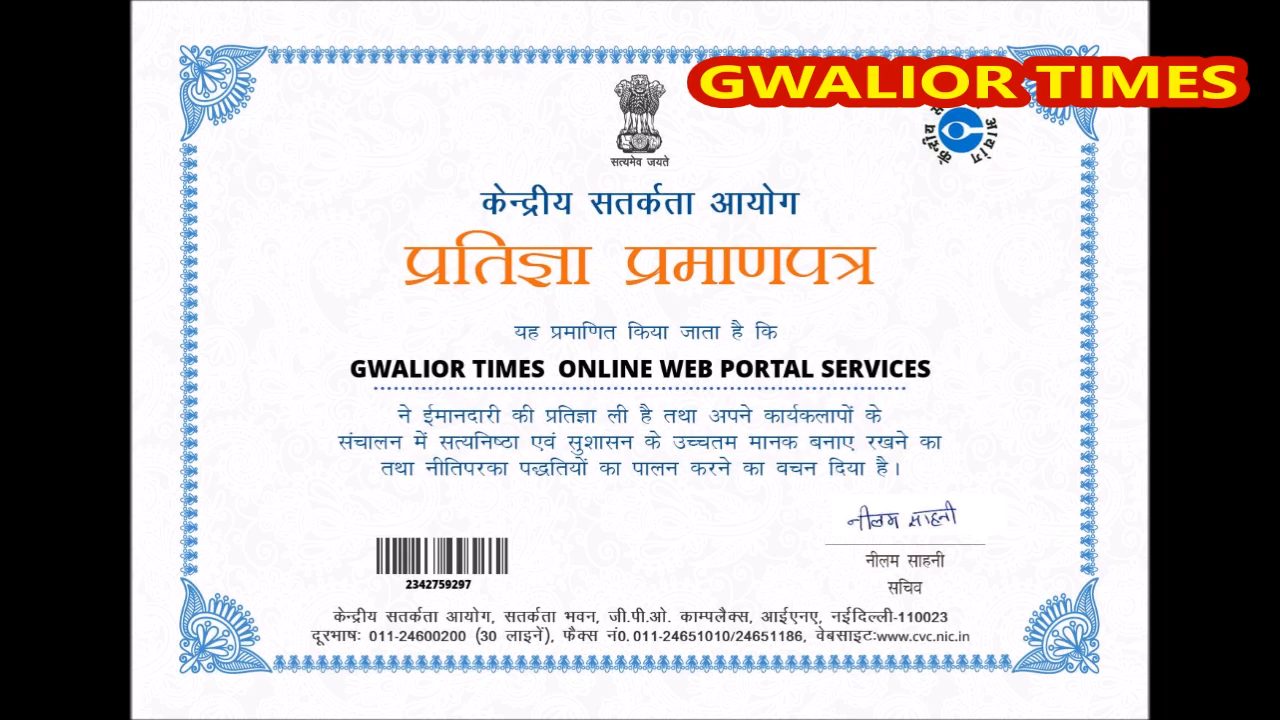 GWALIOR TIMES
सत्यमेव जयते
केन्द्रीय आयोग
केन्द्रीय सतर्कता आयोग
प्रतिज्ञा प्रमाणपत्र
यह प्रमाणित किया जाता है कि
GWALIOR TIMES ONLINE WEB PORTAL SERVICES
ने ईमानदारी की प्रतिज्ञा ली है तथा अपने कार्यकलापों के
संचालन में सत्यनिष्ठा एवं सुशासन के उच्चतम मानक बनाए रखने का
तथा नीतिपरका पद्धतियों का पालन करने का वचन दिया है।
नीलम साहनी
नीलम साहनी
सचिव
2342759297
केन्द्रीय सतर्कता आयोग, सतर्कता भवन, जी.पी.ओ. काम्पलैक्स, आईएनए, नईदिल्ली-110023
दूरभाषः 011-24600200 (30 लाइनें), फैक्स नं0. 011-24651010/24651186, वेबसाइटःwww.cvc.nic.in